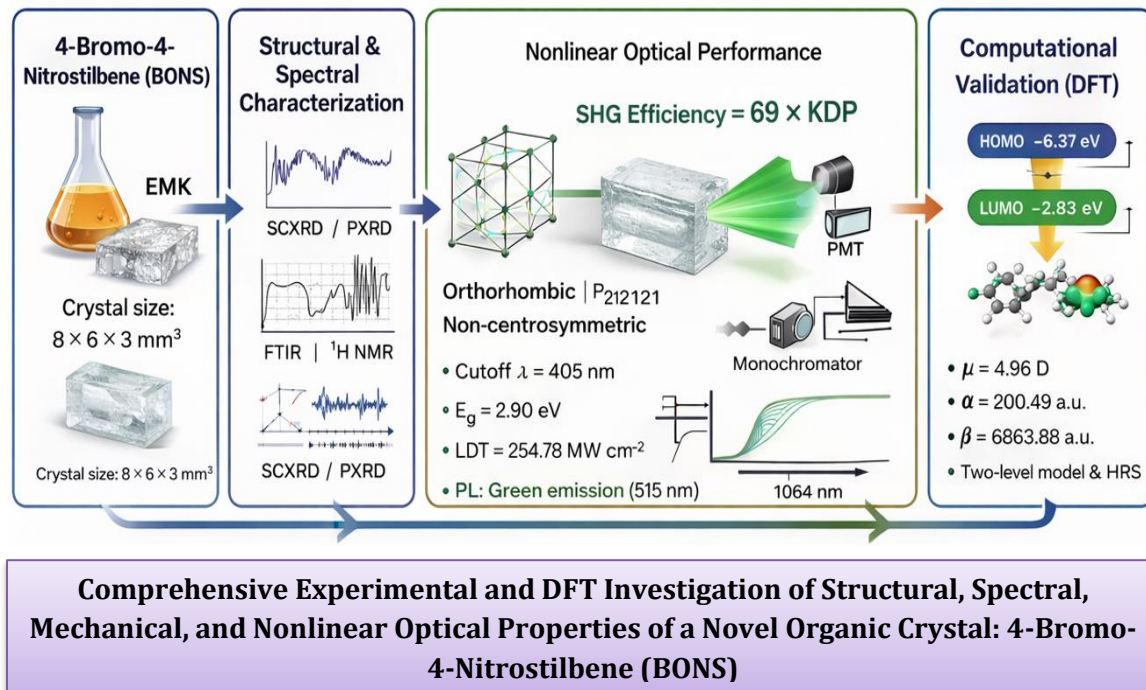 4-Bromo-4-
Nitrostilbene (BONS)
EMK
Crystal size:
8 × 6 × 3 mm³
Crystal size: 8 × 6 × 3 mm³
Structural &
Spectral
Characterization
SCXRD / PXRD
FTIR | ¹H NMR
SCXRD / PXRD
Nonlinear Optical Performance
SHG Efficiency = 69 × KDP
PMT
Orthorhombic | P₂₁₂₁₂₁
Non-centrosymmetric
Monochromator
• Cutoff λ = 405 nm
• E_g = 2.90 eV
• LDT = 254.78 MW cm⁻²
• PL: Green emission (515 nm)
1064 nm
Computational
Validation (DFT)
HOMO −6.37 eV
LUMO −2.83 eV
• μ = 4.96 D
• α = 200.49 a.u.
• β = 6863.88 a.u.
• Two-level model & HRS
Comprehensive Experimental and DFT Investigation of Structural, Spectral,
Mechanical, and Nonlinear Optical Properties of a Novel Organic Crystal: 4-Bromo-
4-Nitrostilbene (BONS)